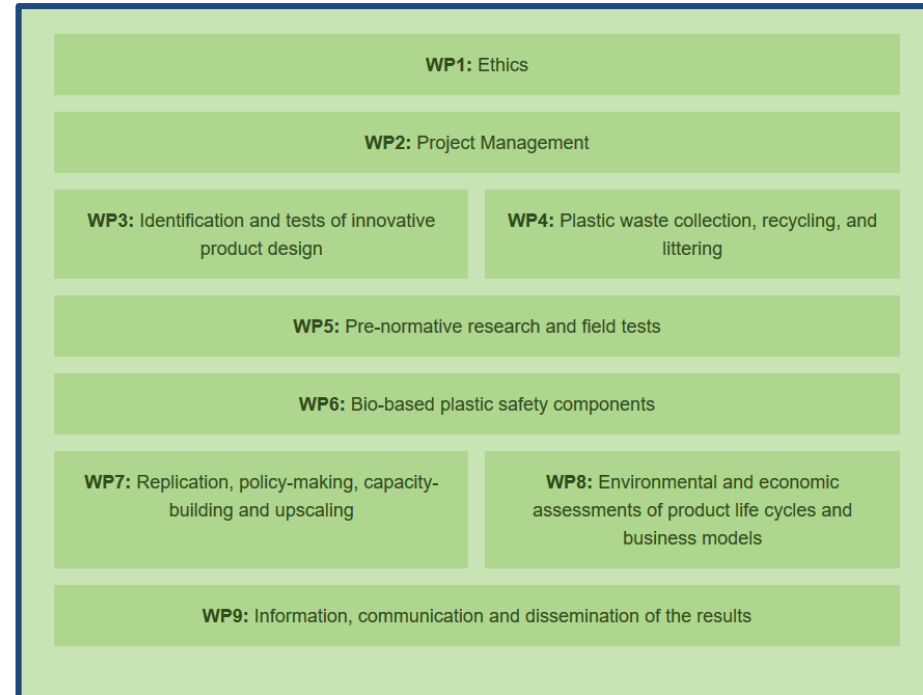 WP1: Ethics
WP2: Project Management
WP3: Identification and tests of innovative
product design
WP4: Plastic waste collection, recycling, and
littering
WP5: Pre-normative research and field tests
WP6: Bio-based plastic safety components
WP7: Replication, policy-making, capacity-
building and upscaling
WP8: Environmental and economic
assessments of product life cycles and
business models
WP9: Information, communication and dissemination of the results